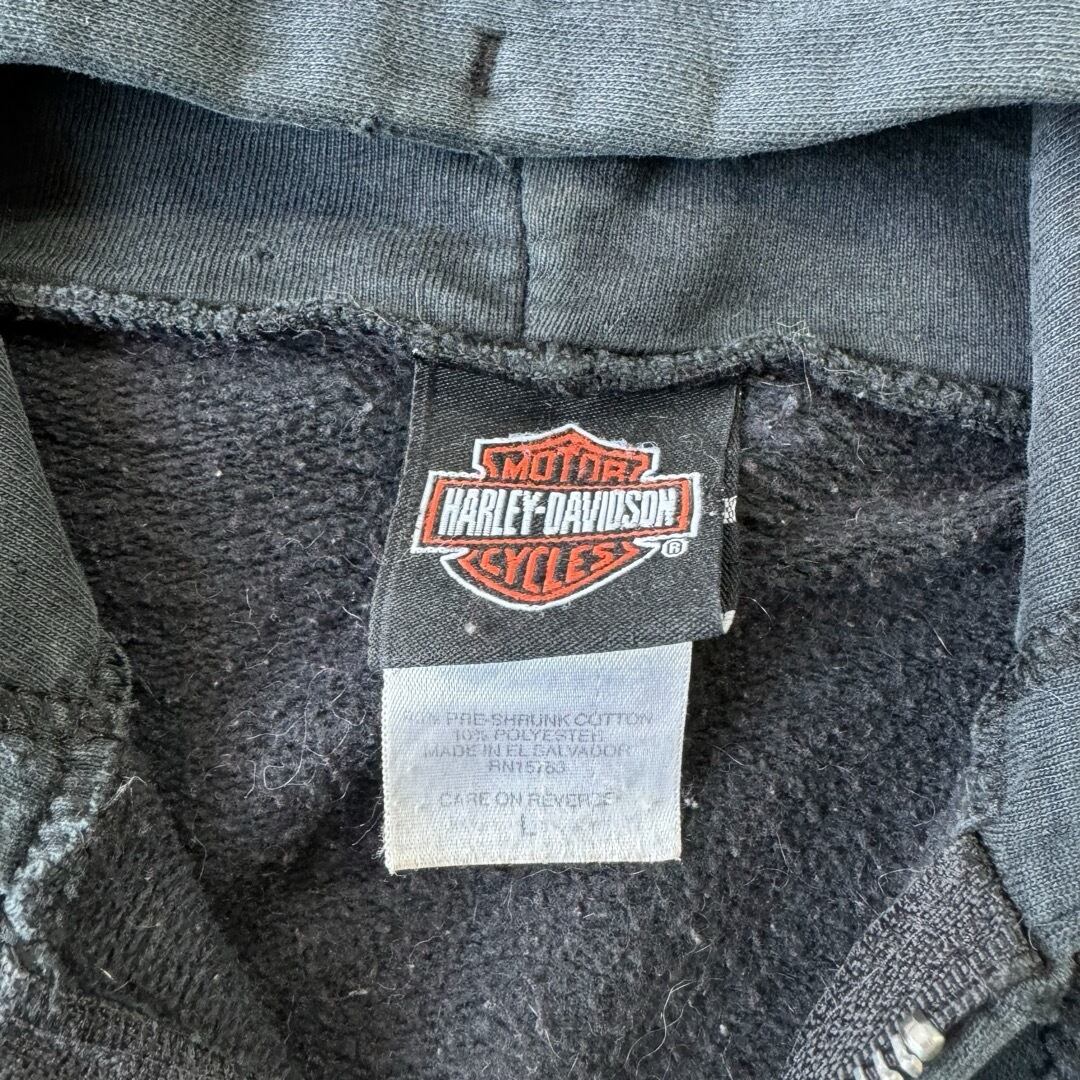 MOTOR
HARLEY-DAVIDSON
CYCLES
®
PRE-SHRUNK COTTON
10% POLYESTER
MADE IN EL SALVADOR
RN15763
CARE ON REVERSE
L